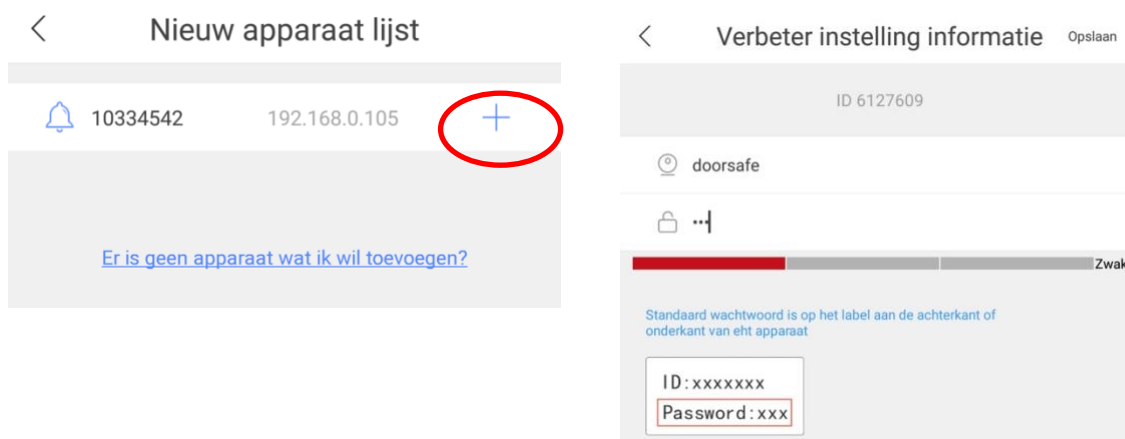 Nieuw apparaat lijst
10334542 192.168.0.105
Er is geen apparaat wat ik wil toevoegen?
Verbeter instelling informatie Opslaan
ID 6127609
doorsafe
Zwak
Standaard wachtwoord is op het label aan de achterkant of
onderkant van eht apparaat
ID:xxxxxxx
Password:xxx